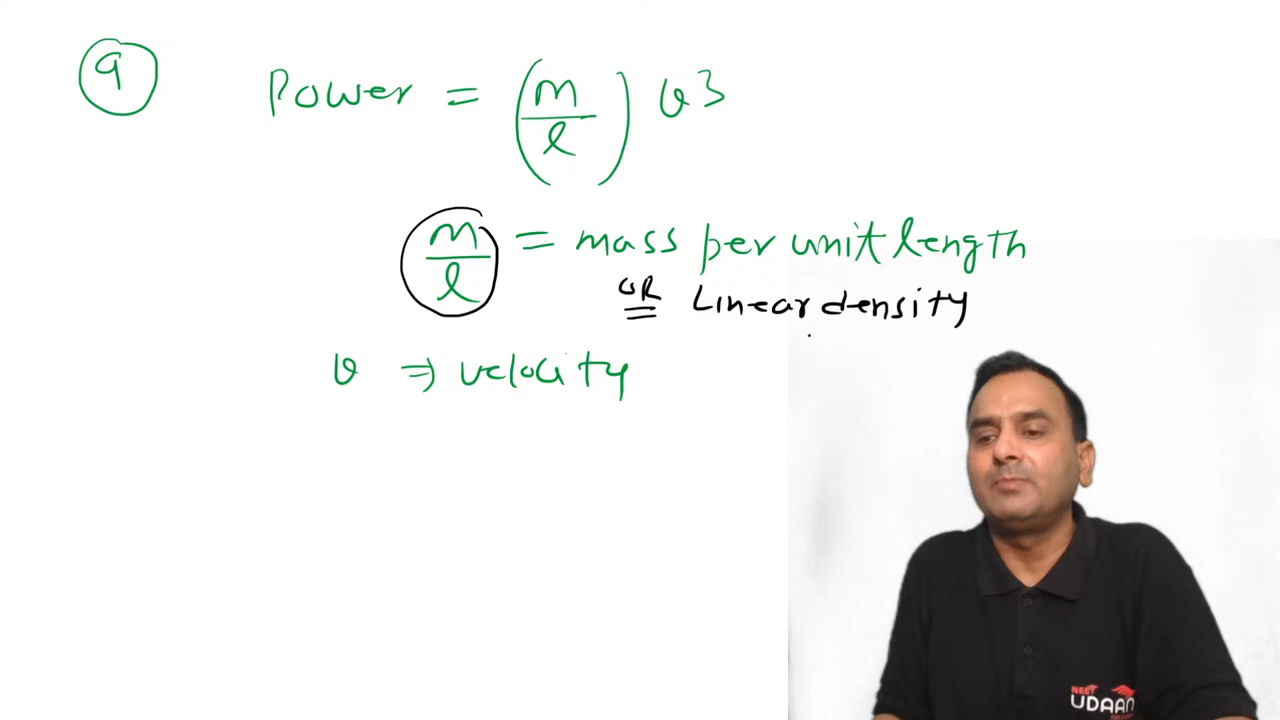 9 Power = (m/l) v3
m/l = mass per unit length
OR Linear density
v ⇒ velocity
NEET
UDAAN